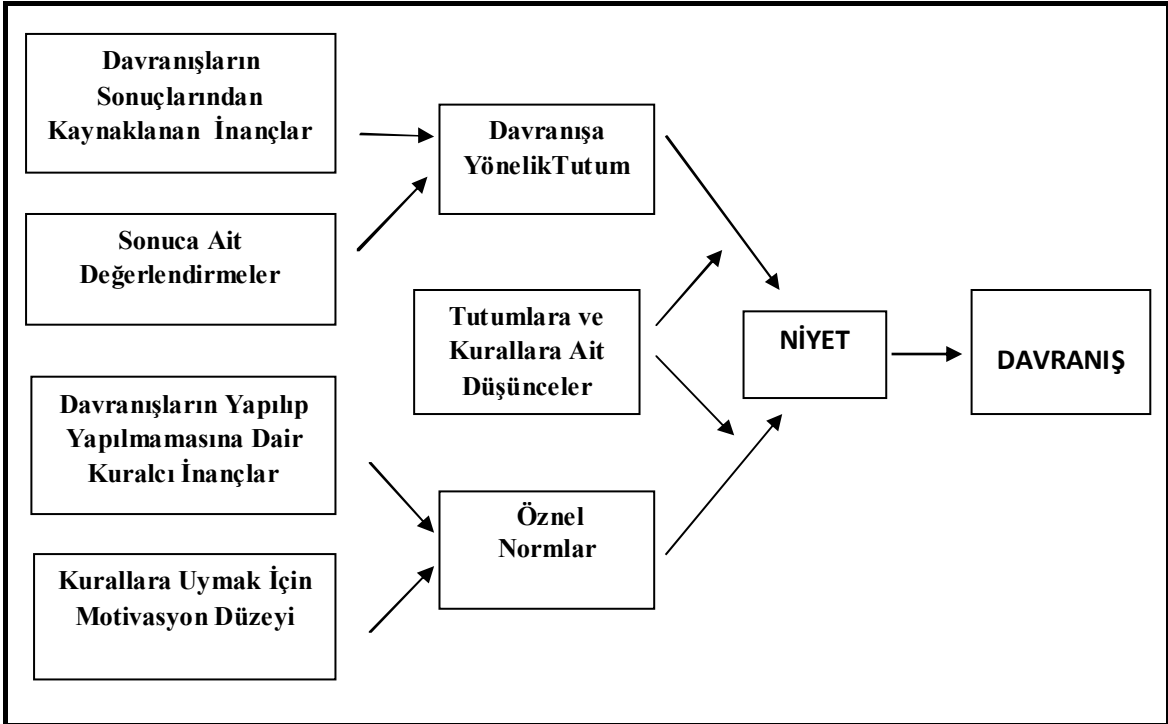 Davranışların
Sonuçlarından
Kaynaklanan İnançlar
Sonuca Ait
Değerlendirmeler
Davranışların Yapılıp
Yapılmamasına Dair
Kuralcı İnançlar
Kurallara Uymak İçin
Motivasyon Düzeyi
Davranışa
YönelikTutum
Tutumlara ve
Kurallara Ait
Düşünceler
Öznel
Normlar
NİYET
DAVRANIŞ